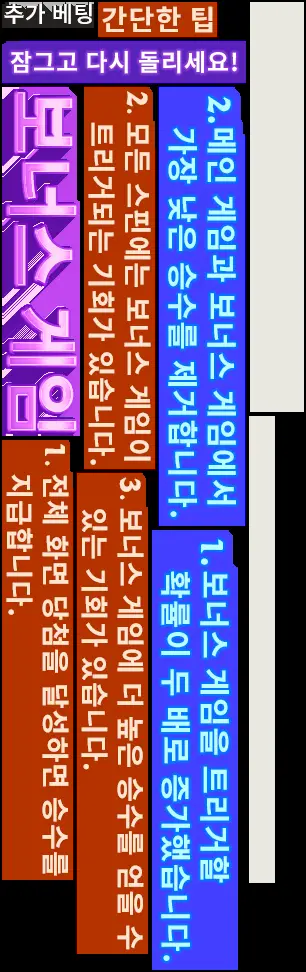 추가 베팅
간단한 팁
잠그고 다시 돌리세요!
보너스 게임
2. 모든 스핀에는 보너스 게임이
트리거되는 기회가 있습니다.
2. 메인 게임과 보너스 게임에서
가장 낮은 승수를 제거합니다.
1. 전체 화면 당첨을 달성하면 승수를
지급합니다.
3. 보너스 게임에 더 높은 승수를 얻을 수
있는 기회가 있습니다.
1. 보너스 게임을 트리거할
확률이 두 배로 증가했습니다.